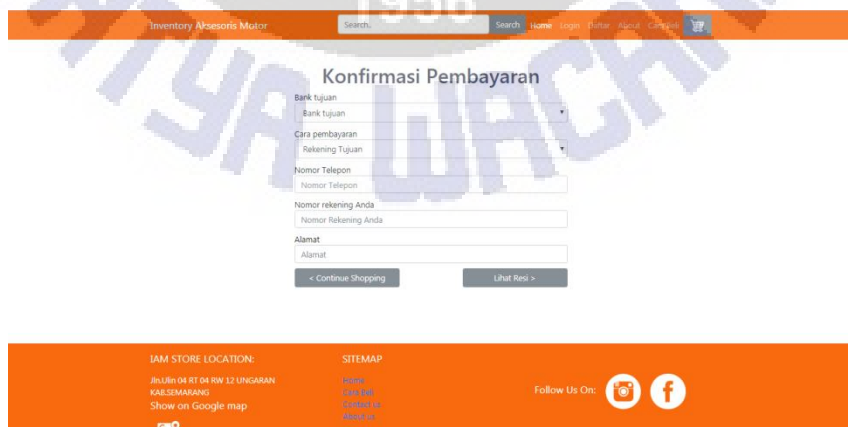 1956
TYA WACAN
Inventory Aksesoris Motor
Search..
Search
Home Login Daftar About
Konfirmasi Pembayaran
Bank tujuan
Bank tujuan
Cara pembayaran
Rekening Tujuan
Nomor Telepon
Nomor Telepon
Nomor rekening Anda
Nomor Rekening Anda
Alamat
Alamat
< Continue Shopping
Lihat Resi >
IAM STORE LOCATION:
Jln.Ulin 04 RT 04 RW 12 UNGARAN
KAB.SEMARANG
Show on Google map
SITEMAP
Home
Cara Beli
Contact us
About us
Follow Us On: